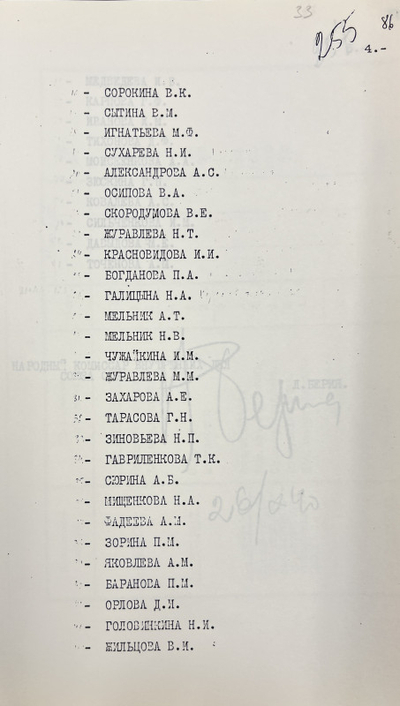 33
255
86
4.-
- СОРОКИНА В.К.
- СЫТИНА В.М.
- ИГНАТЬЕВА М.Ф.
- СУХАРЕВА Н.И.
- АЛЕКСАНДРОВА А.С.
- ОСИПОВА В.А.
- СКОРОДУМОВА В.Е.
- ЖУРАВЛЕВА Н.Т.
- КРАСНОВИДОВА И.И.
- БОГДАНОВА П.А.
- ГАЛИЦЫНА Н.А.
- МЕЛЬНИК А.Т.
- МЕЛЬНИК Н.В.
- ЧУЖАЙКИНА И.М.
- ЖУРАВЛЕВА М.М.
- ЗАХАРОВА А.Е.
- ТАРАСОВА Г.Н.
- ЗИНОВЬЕВА Н.П.
- ГАВРИЛЕНКОВА Т.К.
- СЮРИНА А.Б.
- МИЩЕНКОВА Н.А.
- ФАДЕЕВА А.М.
- ЗОРИНА П.М.
- ЯКОВЛЕВА А.М.
- БАРАНОВА П.М.
- ОРЛОВА Д.И.
- ГОЛОВИНКИНА Н.И.
- ЖИЛЬЦОВА В.И.